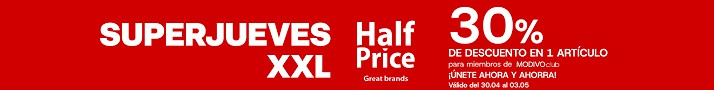 SUPERJUEVES
XXL
Half
Price
Great brands
30%
DE DESCUENTO EN 1 ARTÍCULO
para miembros de MODIVOclub
¡ÚNETE AHORA Y AHORRA!
Válido del 30.04 al 03.05